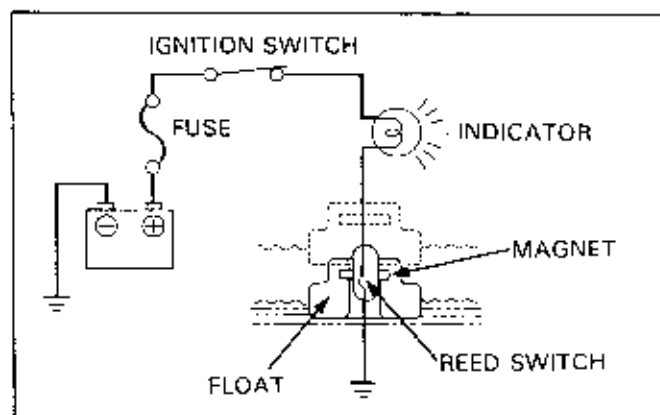 IGNITION SWITCH
FUSE
INDICATOR
⊖ ⊕
MAGNET
REED SWITCH
FLOAT